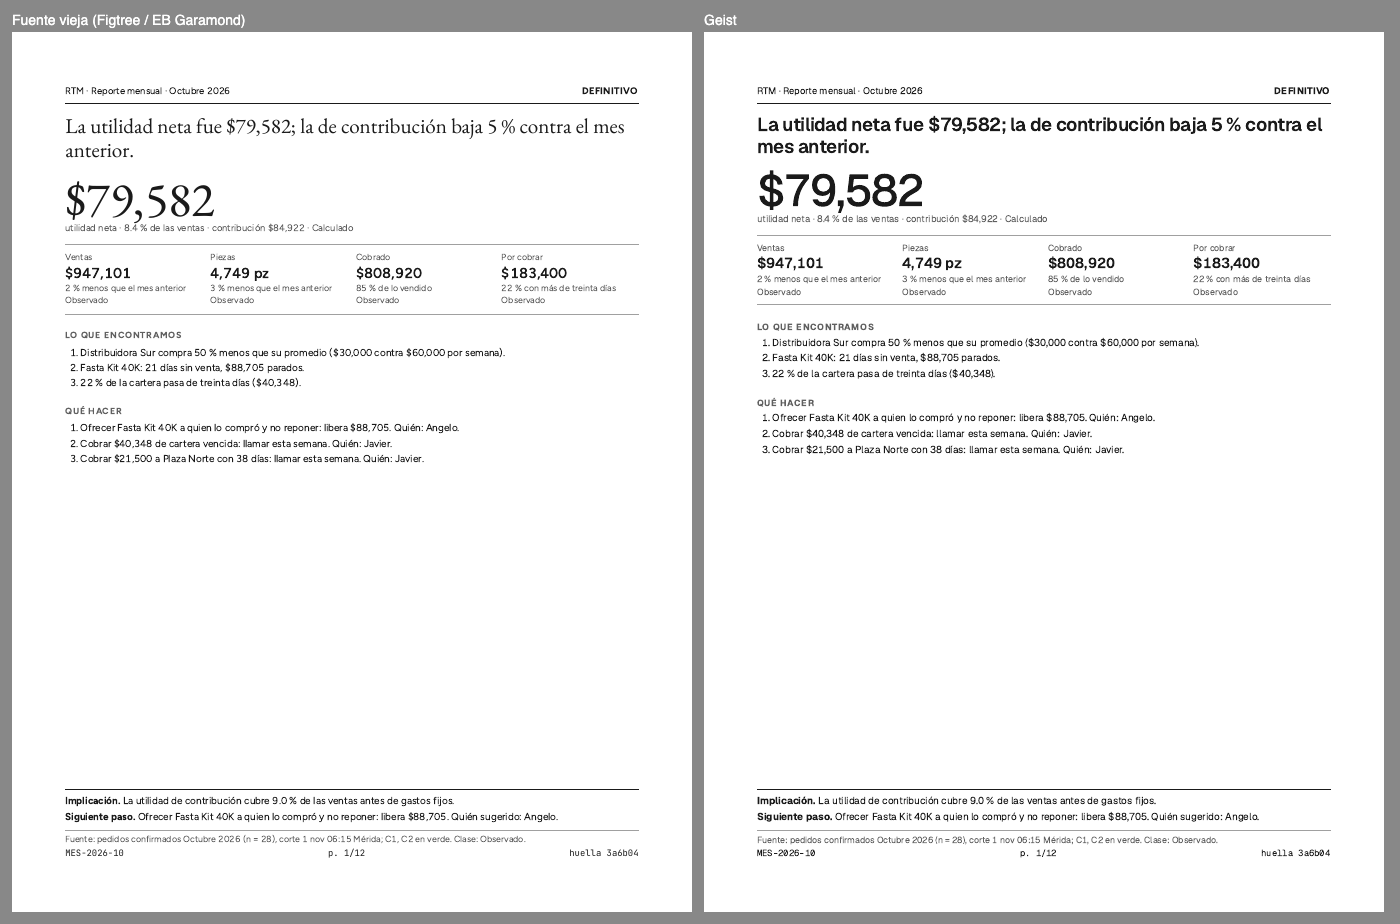 Fuente vieja (Figtree / EB Garamond)
RTM · Reporte mensual · Octubre 2026
DEFINITIVO
La utilidad neta fue $79,582; la de contribución baja 5 % contra el mes
anterior.
$79,582
utilidad neta · 8.4 % de las ventas · contribución $84,922 · Calculado
Ventas
$947,101
2 % menos que el mes anterior
Observado
Piezas
4,749 pz
3 % menos que el mes anterior
Observado
Cobrado
$808,920
85 % de lo vendido
Observado
Por cobrar
$183,400
22 % con más de treinta días
Observado
LO QUE ENCONTRAMOS
1. Distribuidora Sur compra 50 % menos que su promedio ($30,000 contra $60,000 por semana).
2. Fasta Kit 40K: 21 días sin venta, $88,705 parados.
3. 22 % de la cartera pasa de treinta días ($40,348).
QUÉ HACER
1. Ofrecer Fasta Kit 40K a quien lo compró y no reponer: libera $88,705. Quién: Angelo.
2. Cobrar $40,348 de cartera vencida: llamar esta semana. Quién: Javier.
3. Cobrar $21,500 a Plaza Norte con 38 días: llamar esta semana. Quién: Javier.
Implicación. La utilidad de contribución cubre 9.0 % de las ventas antes de gastos fijos.
Siguiente paso. Ofrecer Fasta Kit 40K a quien lo compró y no reponer: libera $88,705. Quién sugerido: Angelo.
Fuente: pedidos confirmados Octubre 2026 (n = 28), corte 1 nov 06:15 Mérida; C1, C2 en verde. Clase: Observado.
MES-2026-10
p. 1/12
huella 3a6b04
Geist
RTM · Reporte mensual · Octubre 2026
DEFINITIVO
La utilidad neta fue $79,582; la de contribución baja 5 % contra el
mes anterior.
$79,582
utilidad neta · 8.4 % de las ventas · contribución $84,922 · Calculado
Ventas
$947,101
2 % menos que el mes anterior
Observado
Piezas
4,749 pz
3 % menos que el mes anterior
Observado
Cobrado
$808,920
85 % de lo vendido
Observado
Por cobrar
$183,400
22 % con más de treinta días
Observado
LO QUE ENCONTRAMOS
1. Distribuidora Sur compra 50 % menos que su promedio ($30,000 contra $60,000 por semana).
2. Fasta Kit 40K: 21 días sin venta, $88,705 parados.
3. 22 % de la cartera pasa de treinta días ($40,348).
QUÉ HACER
1. Ofrecer Fasta Kit 40K a quien lo compró y no reponer: libera $88,705. Quién: Angelo.
2. Cobrar $40,348 de cartera vencida: llamar esta semana. Quién: Javier.
3. Cobrar $21,500 a Plaza Norte con 38 días: llamar esta semana. Quién: Javier.
Implicación. La utilidad de contribución cubre 9.0 % de las ventas antes de gastos fijos.
Siguiente paso. Ofrecer Fasta Kit 40K a quien lo compró y no reponer: libera $88,705. Quién sugerido: Angelo.
Fuente: pedidos confirmados Octubre 2026 (n = 28), corte 1 nov 06:15 Mérida; C1, C2 en verde. Clase: Observado.
MES-2026-10
p. 1/12
huella 3a6b04